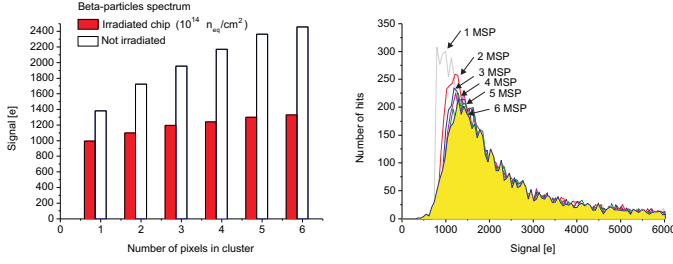 Beta-particles spectrum
Irradiated chip (10^14 n_eq/cm^2)
Not irradiated
2400
2200
2000
1800
1600
1400
1200
1000
800
600
400
200
0
Signal [e]
0 1 2 3 4 5 6
Number of pixels in cluster
350
300
250
200
150
100
50
0
Number of hits
1 MSP
2 MSP
3 MSP
4 MSP
5 MSP
6 MSP
0 1000 2000 3000 4000 5000 6000
Signal [e]